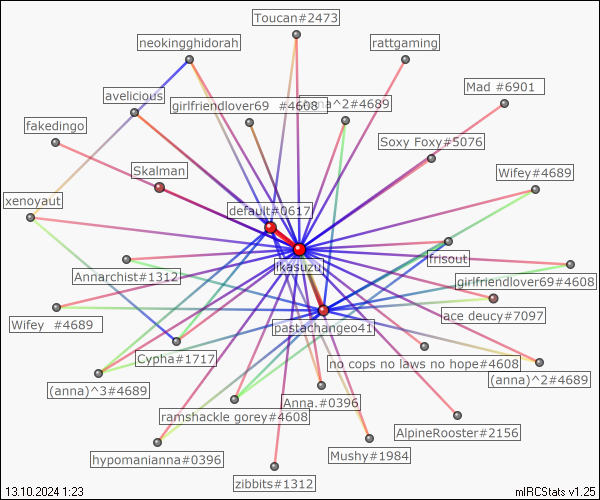 Toucan#2473
neokingghidorah
rattgaming
Mad #6901
avelicious
girlfriendlover69 #4608
^2#4689
fakedingo
Soxy Foxy#5076
Skalman
Wifey#4689
xenoyaut
default#0617
frisout
ikasuzu
Annarchist#1312
girlfriendlover69#4608
ace deucy#7097
Wifey #4689
pastachangeo41
Cypha#1717
no cops no laws no hope#4608
(anna)^3#4689
(anna)^2#4689
Anna.#0396
ramshackle gorey#4608
AlpineRooster#2156
hypomanianna#0396
Mushy#1984
zibbits#1312
13.10.2024 1:23
mIRCStats v1.25